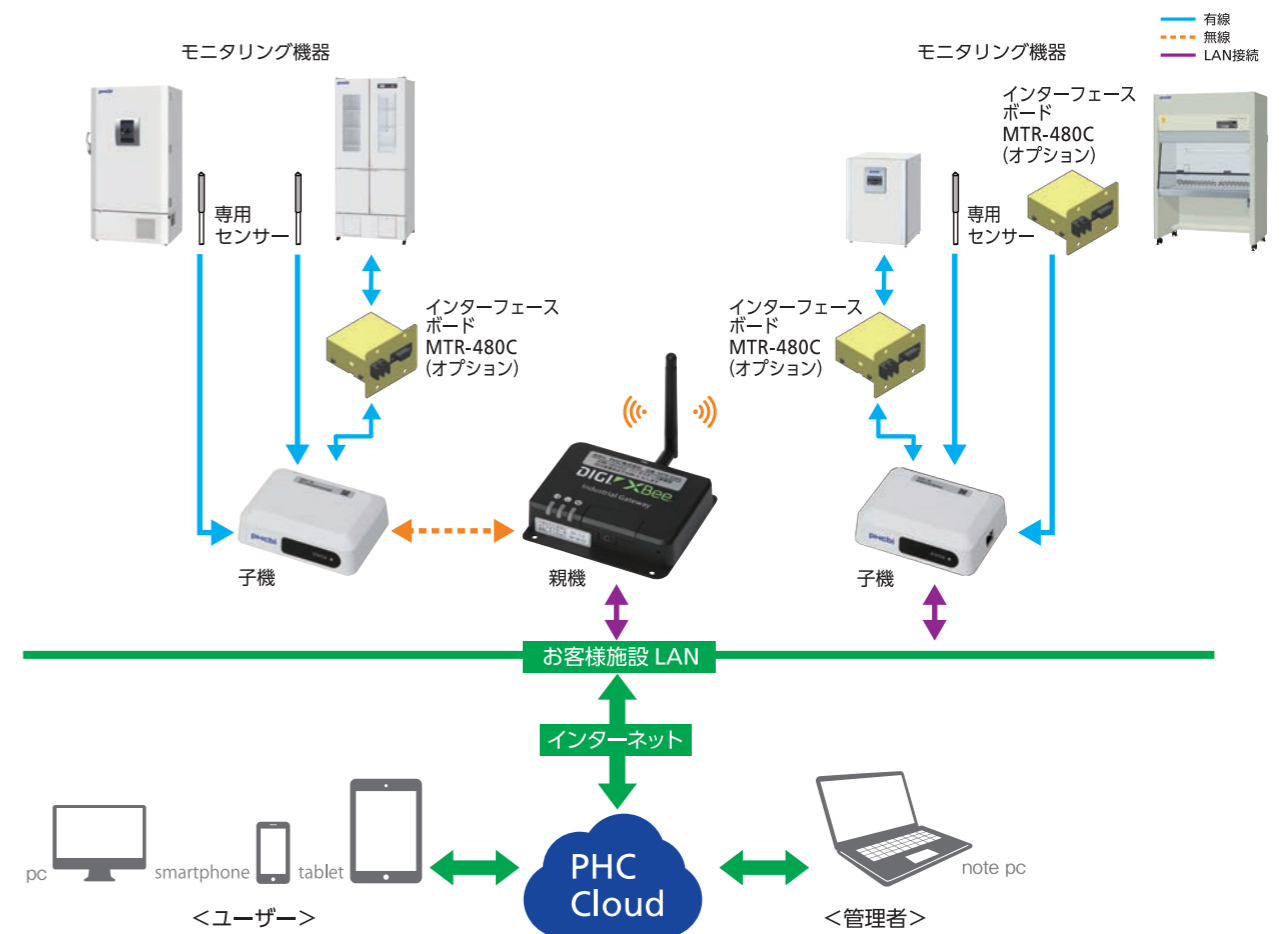 有線
無線
LAN接続
モニタリング機器
モニタリング機器
インターフェース
ボード
MTR-480C
(オプション)
専用
センサー
専用
センサー
インターフェース
ボード
MTR-480C
(オプション)
インターフェース
ボード
MTR-480C
(オプション)
DIGI XBee
Industrial Gateway
PHCbi
PHCbi
子機
親機
子機
お客様施設 LAN
インターネット
PHC
Cloud
pc
smartphone
tablet
note pc
＜ユーザー＞
＜管理者＞